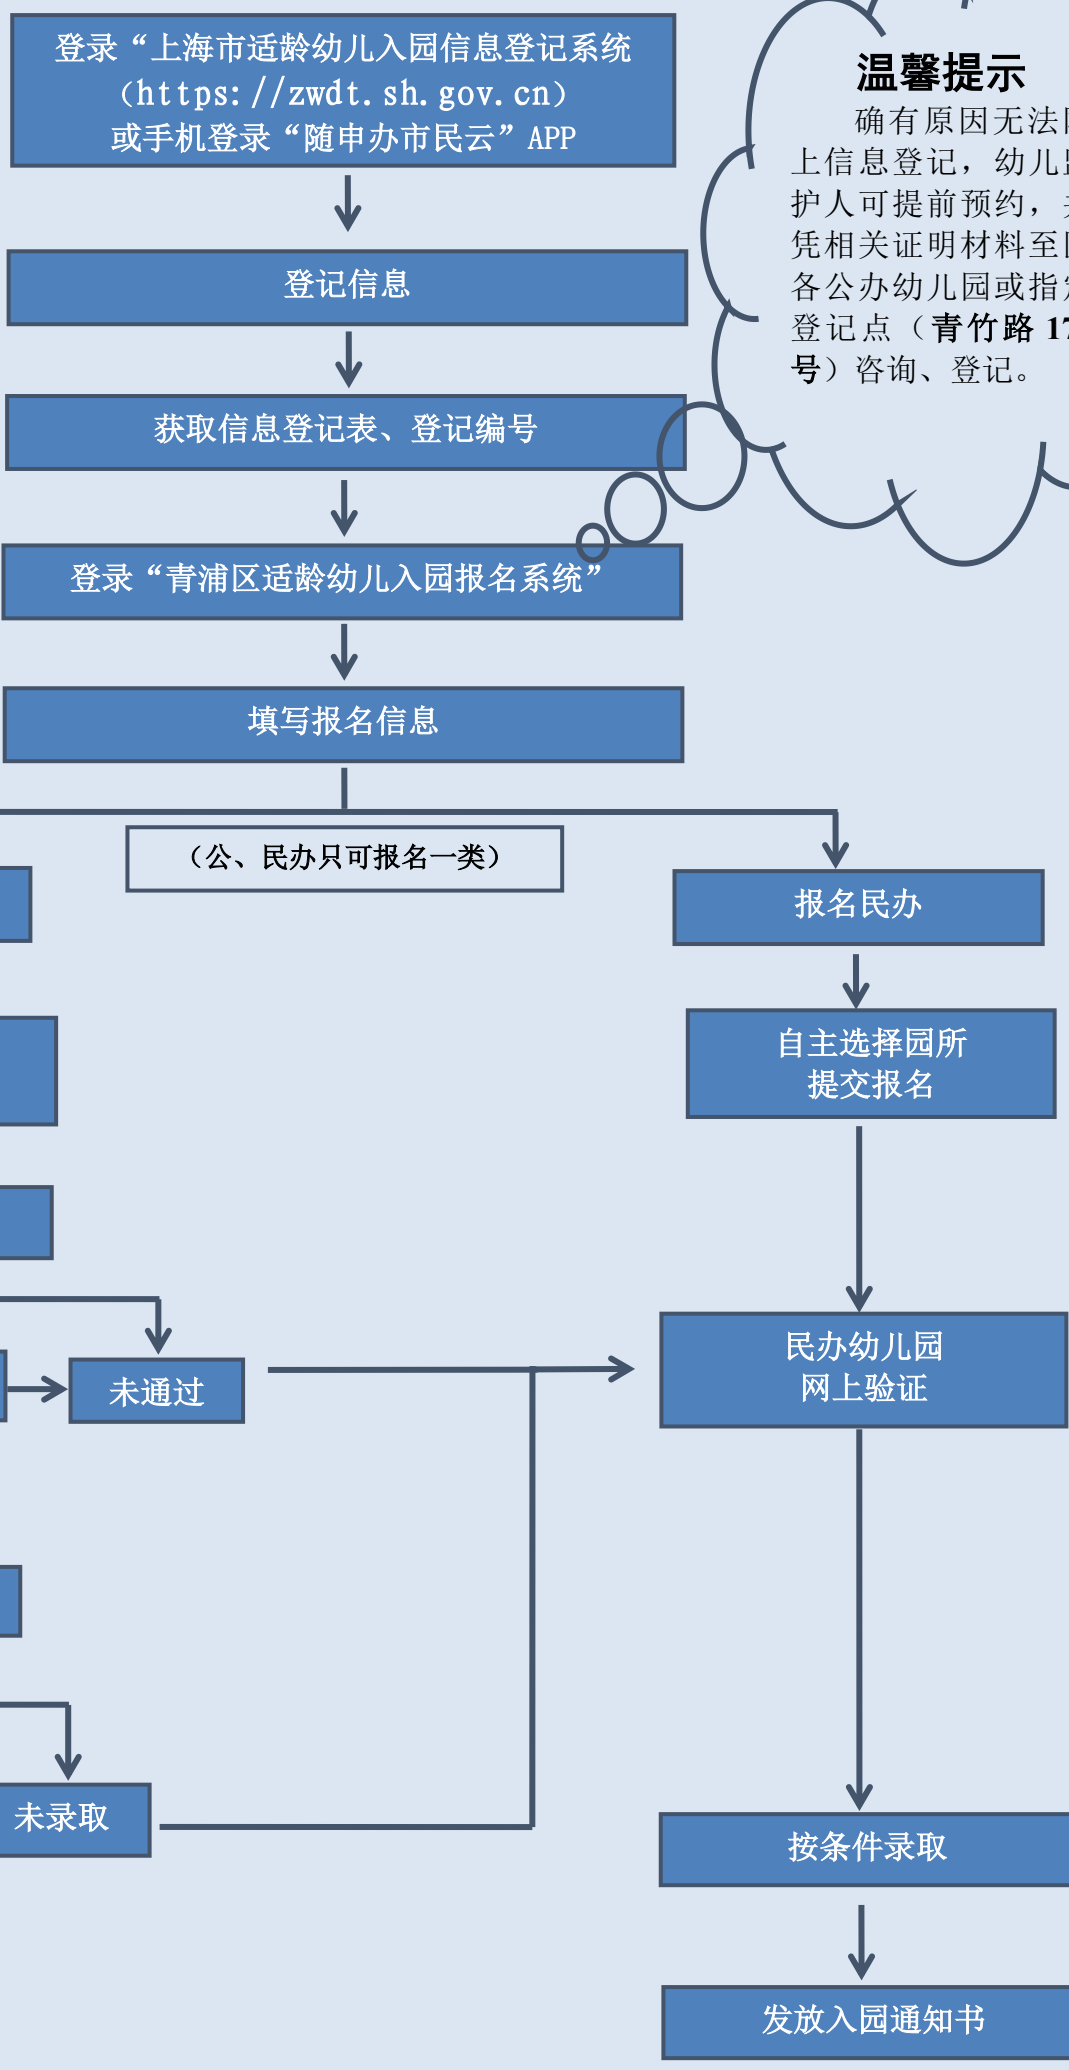 登录“上海市适龄幼儿入园信息登记系统
（https://zwdt.sh.gov.cn）
或手机登录“随申办市民云”APP
温馨提示
确有原因无法
上信息登记，幼儿
护人可提前预约，
凭相关证明材料至
各公办幼儿园或指
登记点（青竹路 17
号）咨询、登记。
登记信息
获取信息登记表、登记编号
登录“青浦区适龄幼儿入园报名系统”
填写报名信息
（公、民办只可报名一类）
报名民办
自主选择园所
提交报名
民办幼儿园
网上验证
未通过
未录取
按条件录取
发放入园通知书